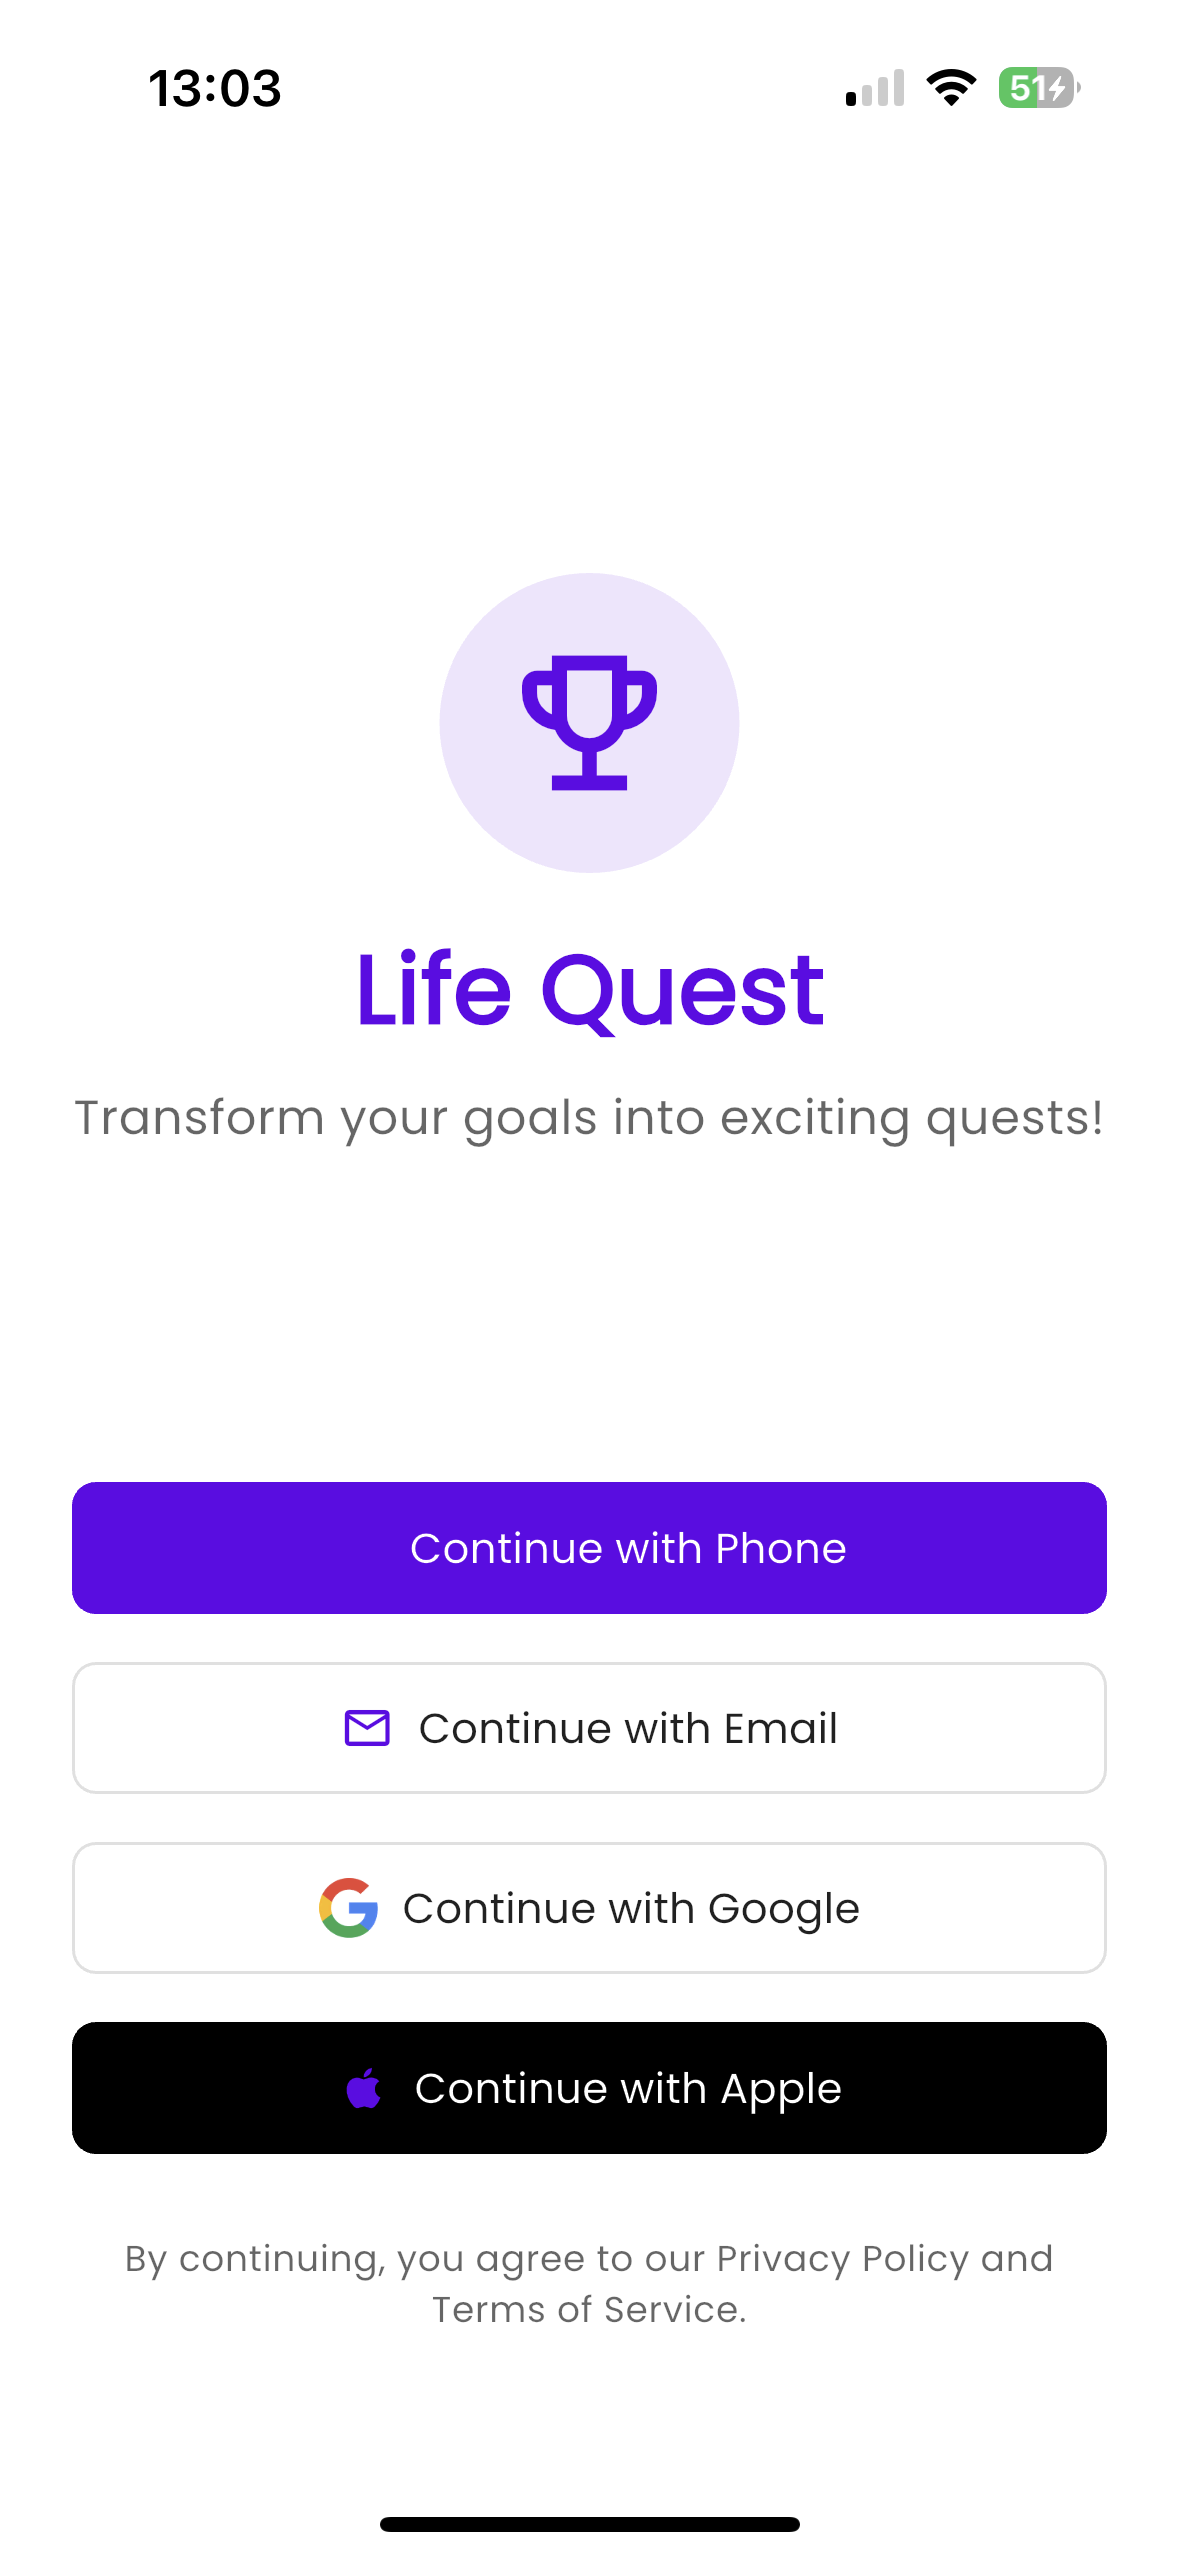 13:03
51
Life Quest
Transform your goals into exciting quests!
Continue with Phone
Continue with Email
Continue with Google
Continue with Apple
By continuing, you agree to our Privacy Policy and
Terms of Service.